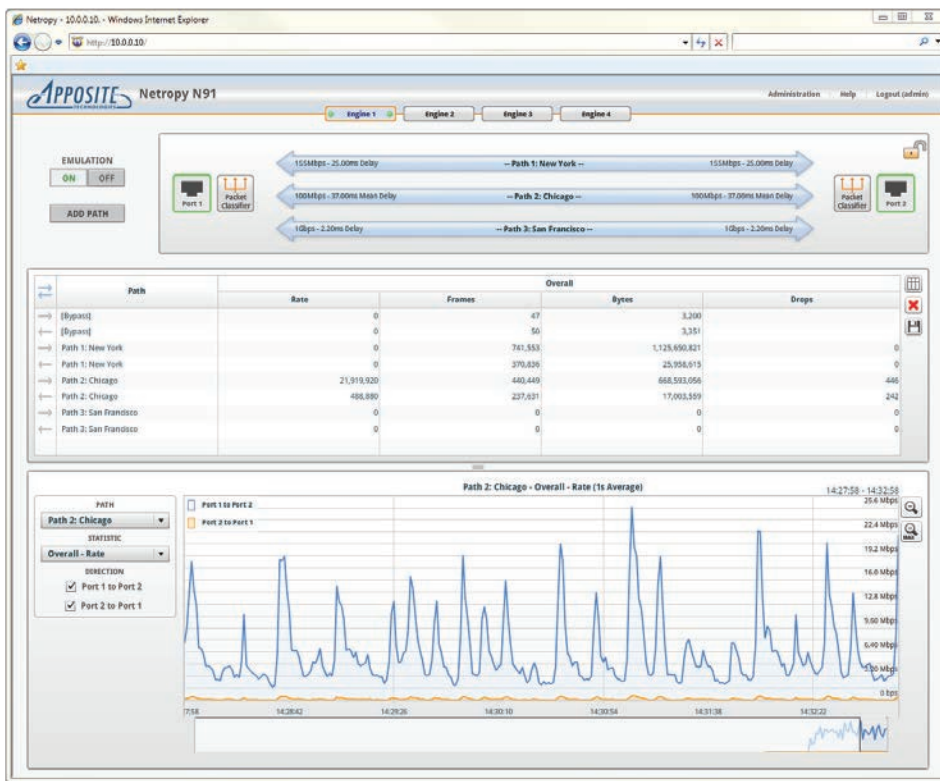 Netropy - 10.0.0.10. - Windows Internet Explorer
http://10.0.0.10/
APPOSITE TECHNOLOGIES Netropy N91
Administration Help Logout (admin)
Engine 1 Engine 2 Engine 3 Engine 4
EMULATION
ON OFF
ADD PATH
Port 1
Packet Classifier
155Mbps - 25.00ms Delay -- Path 1: New York -- 155Mbps - 25.00ms Delay
100Mbps - 37.00ms Mean Delay -- Path 2: Chicago -- 100Mbps - 37.00ms Mean Delay
1Gbps - 2.20ms Delay -- Path 3: San Francisco -- 1Gbps - 2.20ms Delay
Packet Classifier
Port 2
Path Overall
Rate Frames Bytes Drops
[Bypass] 0 47 3,200
[Bypass] 0 50 3,351
Path 1: New York 0 741,553 1,125,690,821 0
Path 1: New York 0 370,836 25,958,615 0
Path 2: Chicago 21,919,920 440,449 668,593,056 446
Path 2: Chicago 486,880 237,631 17,003,559 242
Path 3: San Francisco 0 0 0 0
Path 3: San Francisco 0 0 0 0
PATH
Path 2: Chicago
STATISTIC
Overall - Rate
DIRECTION
Port 1 to Port 2
Port 2 to Port 1
Path 2: Chicago - Overall - Rate (1s Average)
14:27:58 - 14:32:58
Port 1 to Port 2
Port 2 to Port 1
25.6 Mbps
22.4 Mbps
19.2 Mbps
16.0 Mbps
12.8 Mbps
9.60 Mbps
6.40 Mbps
3.20 Mbps
0 bps
7:58 14:28:42 14:29:26 14:30:10 14:30:54 14:31:38 14:32:22
MAX